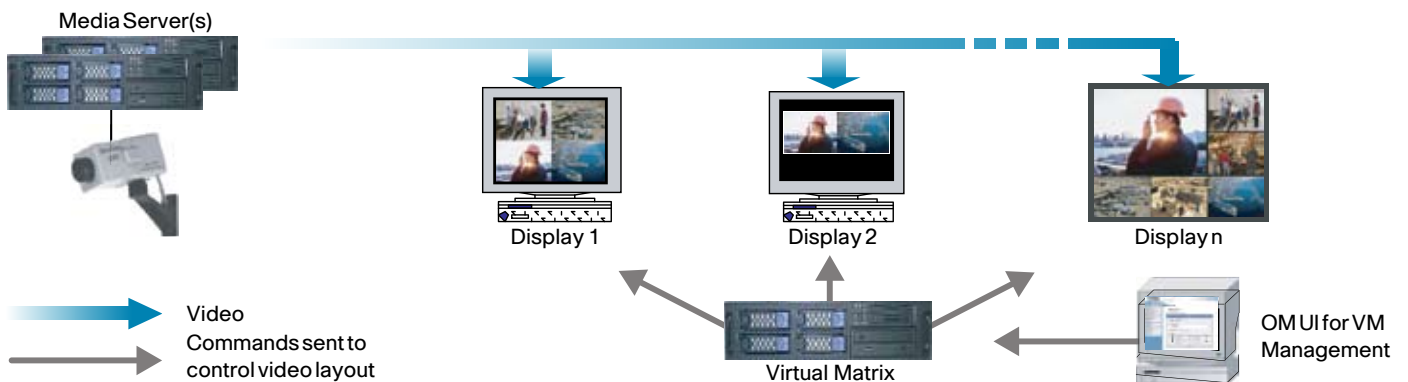 Media Server(s)
Display 1
Display 2
Display n
Video
Commands sent to
control video layout
Virtual Matrix
OM UI for VM
Management